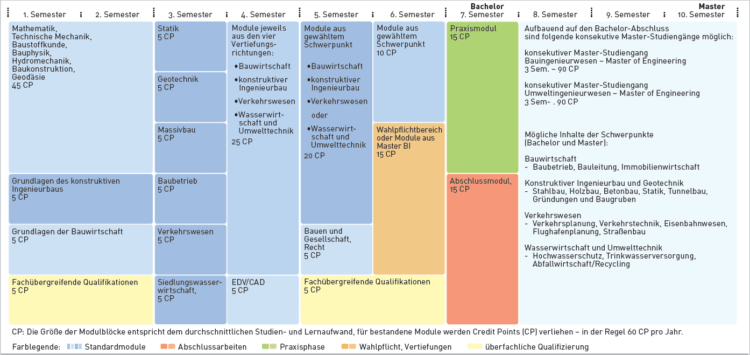 Bachelor
Master
1. Semester
2. Semester
3. Semester
4. Semester
5. Semester
6. Semester
7. Semester
8. Semester
9. Semester
10. Semester
Mathematik,
Technische Mechanik,
Baustoffkunde,
Bauphysik,
Hydromechanik,
Baukonstruktion,
Geodäsie
45 CP
Grundlagen des konstruktiven
Ingenieurbaus
5 CP
Grundlagen der Bauwirtschaft
5 CP
Fachübergreifende Qualifikationen
5 CP
Statik
5 CP
Geotechnik
5 CP
Massivbau
5 CP
Baubetrieb
5 CP
Verkehrswesen
5 CP
Siedlungswasser-
wirtschaft,
5 CP
Module jeweils
aus den vier
Vertiefungs-
richtungen:
•Bauwirtschaft
•konstruktiver
Ingenieurbau
•Verkehrswesen
•Wasserwirt-
schaft und
Umwelttechnik
25 CP
EDV/CAD
5 CP
Module aus
gewähltem
Schwerpunkt
•Bauwirtschaft
•konstruktiver
Ingenieurbau
•Verkehrswesen
oder
•Wasserwirt-
schaft und
Umwelttechnik
20 CP
Bauen und
Gesellschaft,
Recht
5 CP
Fachübergreifende Qualifikationen
5 CP
Module aus
gewähltem
Schwerpunkt
10 CP
Wahlpflichtbereich
oder Module aus
Master BI
15 CP
Praxismodul
15 CP
Abschlussmodul,
15 CP
Aufbauend auf den Bachelor-Abschluss
sind folgende konsekutive Master-Studiengänge möglich:
konsekutiver Master-Studiengang
Bauingenieurwesen – Master of Engineering
3 Sem. – 90 CP
konsekutiver Master-Studiengang
Umweltingenieurwesen – Master of Engineering
3 Sem- . 90 CP
Mögliche Inhalte der Schwerpunkte
(Bachelor und Master):
Bauwirtschaft
- Baubetrieb, Bauleitung, Immobilienwirtschaft
Konstruktiver Ingenieurbau und Geotechnik
- Stahlbau, Holzbau, Betonbau, Statik, Tunnelbau,
Gründungen und Baugruben
Verkehrswesen
- Verkehrsplanung, Verkehrstechnik, Eisenbahnwesen,
Flughafenplanung, Straßenbau
Wasserwirtschaft und Umwelttechnik
- Hochwasserschutz, Trinkwasserversorgung,
Abfallwirtschaft/Recycling
CP: Die Größe der Modulblöcke entspricht dem durchschnittlichen Studien- und Lernaufwand, für bestandene Module werden Credit Points (CP) verliehen – in der Regel 60 CP pro Jahr.
Farblegende:
Standardmodule
Abschlussarbeiten
Praxisphase
Wahlpflicht, Vertiefungen
überfachliche Qualifizierung